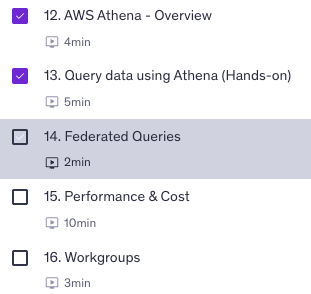 12. AWS Athena - Overview
4min
13. Query data using Athena (Hands-on)
5min
14. Federated Queries
2min
15. Performance & Cost
10min
16. Workgroups
3min